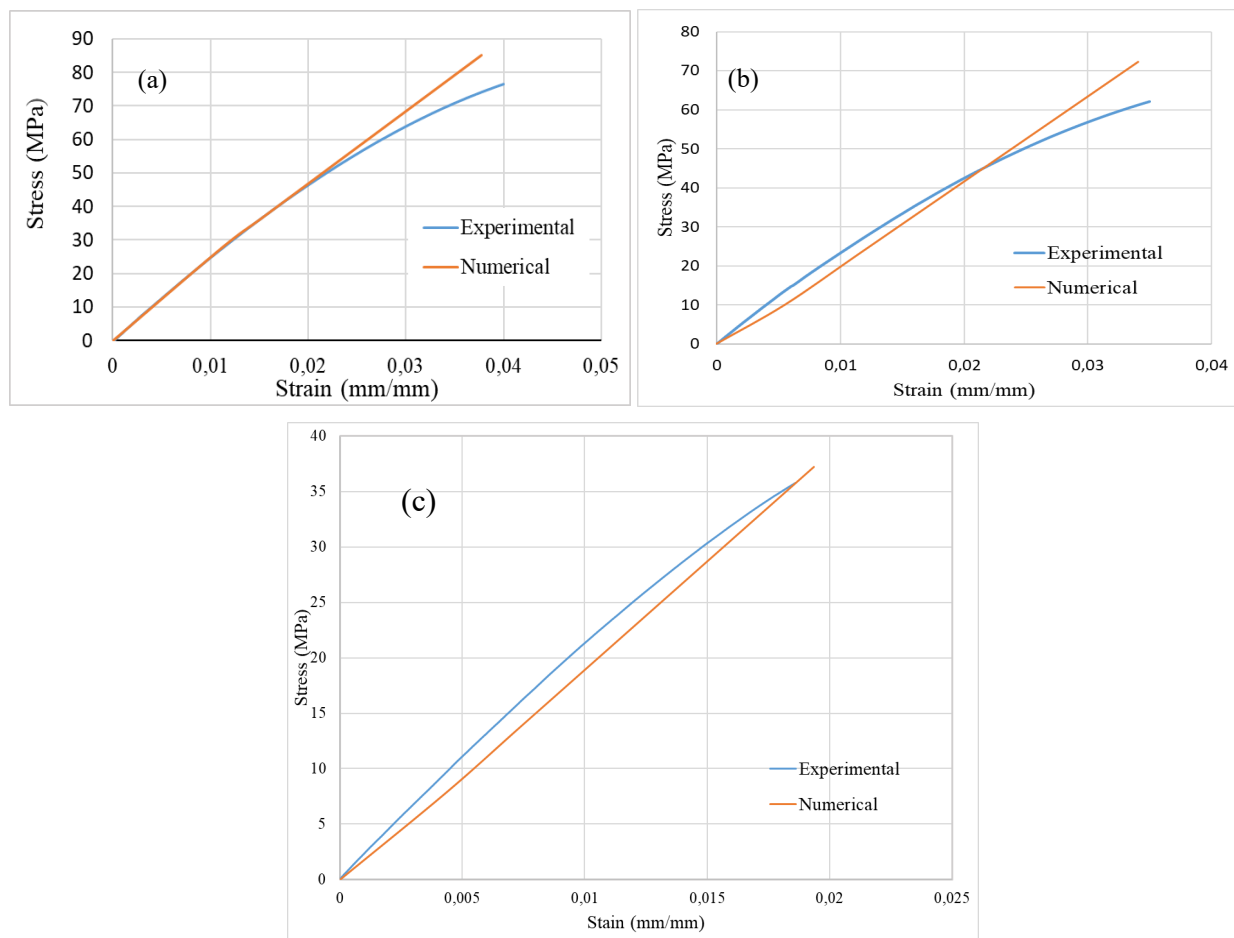 (a)
Stress (MPa)
90
80
70
60
50
40
30
20
10
0
0 0,01 0,02 0,03 0,04 0,05
Strain (mm/mm)
Experimental
Numerical
(b)
Stress (MPa)
80
70
60
50
40
30
20
10
0
0 0,01 0,02 0,03 0,04
Strain (mm/mm)
Experimental
Numerical
(c)
Stress (MPa)
40
35
30
25
20
15
10
5
0
0 0,005 0,01 0,015 0,02 0,025
Stain (mm/mm)
Experimental
Numerical